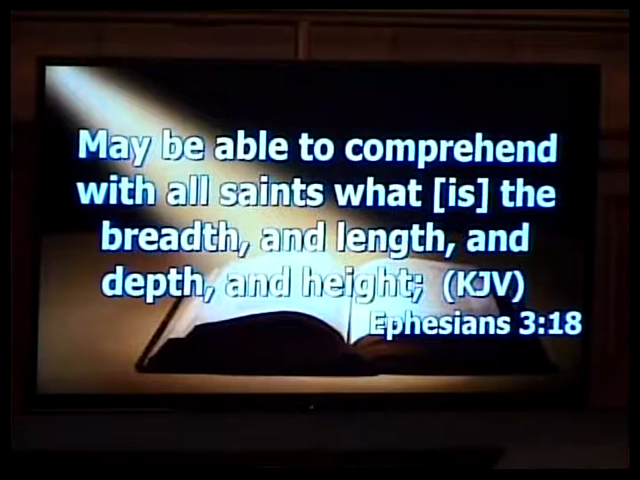 May be able to comprehend
with all saints what [is] the
breadth, and length, and
depth, and height; (KJV)
Ephesians 3:18